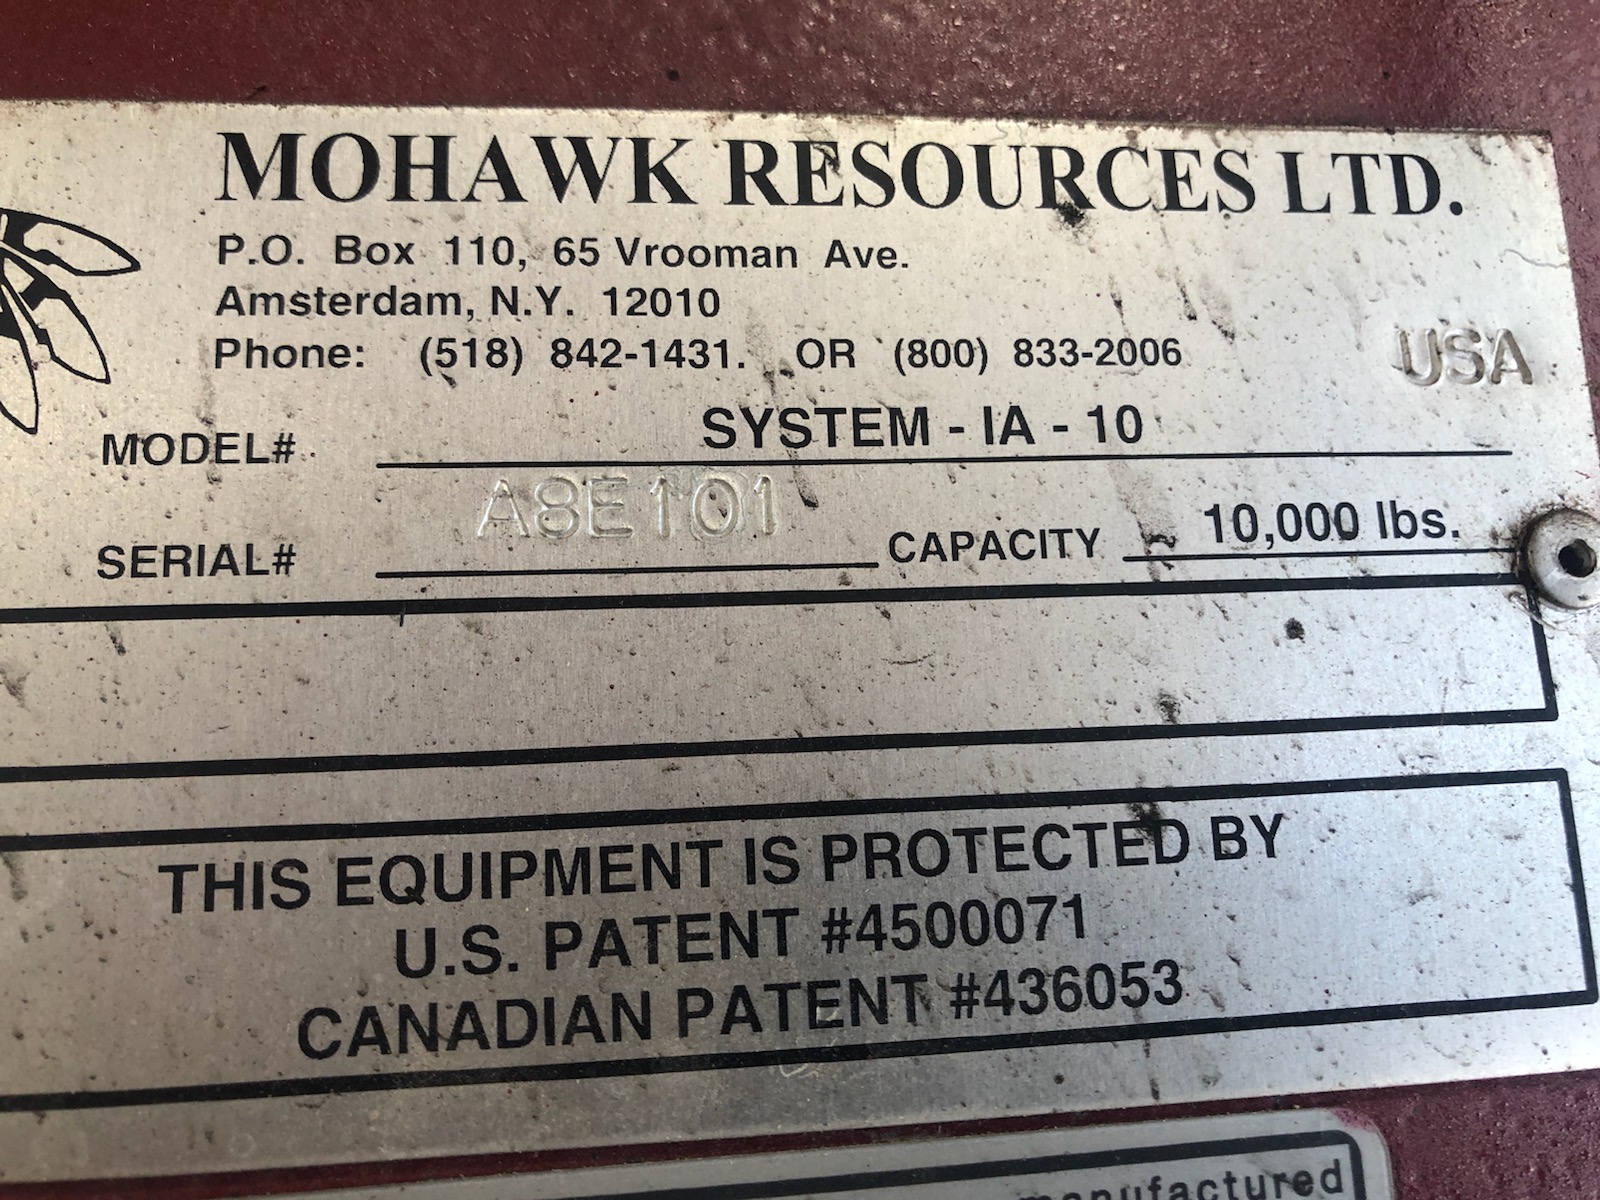 MOHAWK RESOURCES LTD.
P.O. Box 110, 65 Vrooman Ave.
Amsterdam, N.Y. 12010
Phone: (518) 842-1431. OR (800) 833-2006
USA
MODEL# SYSTEM - IA - 10
SERIAL# A8E101 CAPACITY 10,000 lbs.
THIS EQUIPMENT IS PROTECTED BY
U.S. PATENT #4500071
CANADIAN PATENT #436053
manufactured